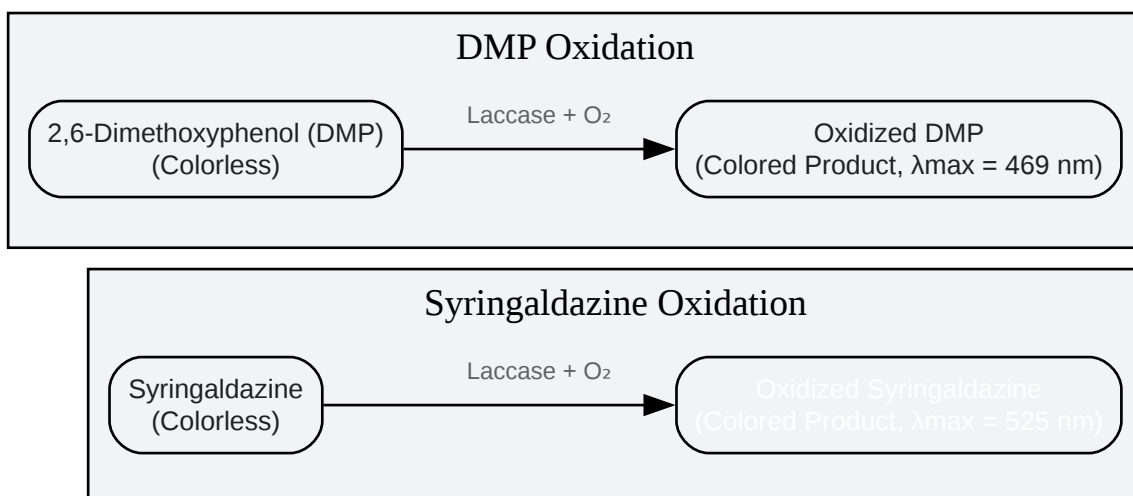 DMP Oxidation
2,6-Dimethoxyphenol (DMP)
(Colorless)
Laccase + O₂
Oxidized DMP
(Colored Product, λmax = 469 nm)
Syringaldazine Oxidation
Syringaldazine
(Colorless)
Laccase + O₂
Oxidized Syringaldazine
(Colored Product, λmax = 525 nm)